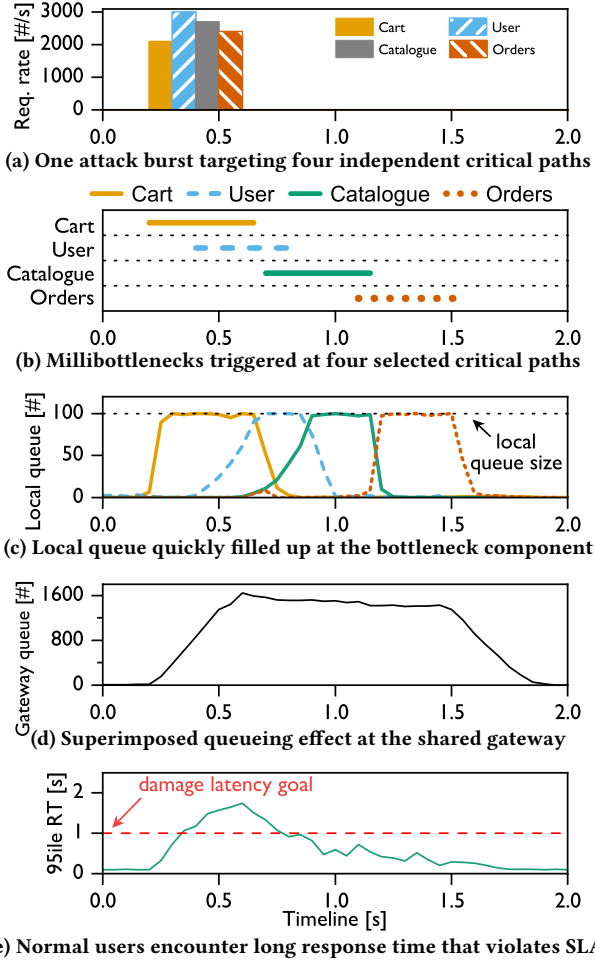 Req. rate [#/s]
3000
2000
1000
0
Cart
User
Catalogue
Orders
0.0 0.5 1.0 1.5 2.0
(a) One attack burst targeting four independent critical paths
Cart User Catalogue Orders
Cart
User
Catalogue
Orders
0.0 0.5 1.0 1.5 2.0
(b) Millibottlenecks triggered at four selected critical paths
Local queue [#]
100
50
0
local
queue size
0.0 0.5 1.0 1.5 2.0
(c) Local queue quickly filled up at the bottleneck component
Gateway queue [#]
1600
800
0
0.0 0.5 1.0 1.5 2.0
(d) Superimposed queueing effect at the shared gateway
95ile RT [s]
damage latency goal
2
1
0
0.0 0.5 1.0 1.5 2.0
Timeline [s]
e) Normal users encounter long response time that violates SLA